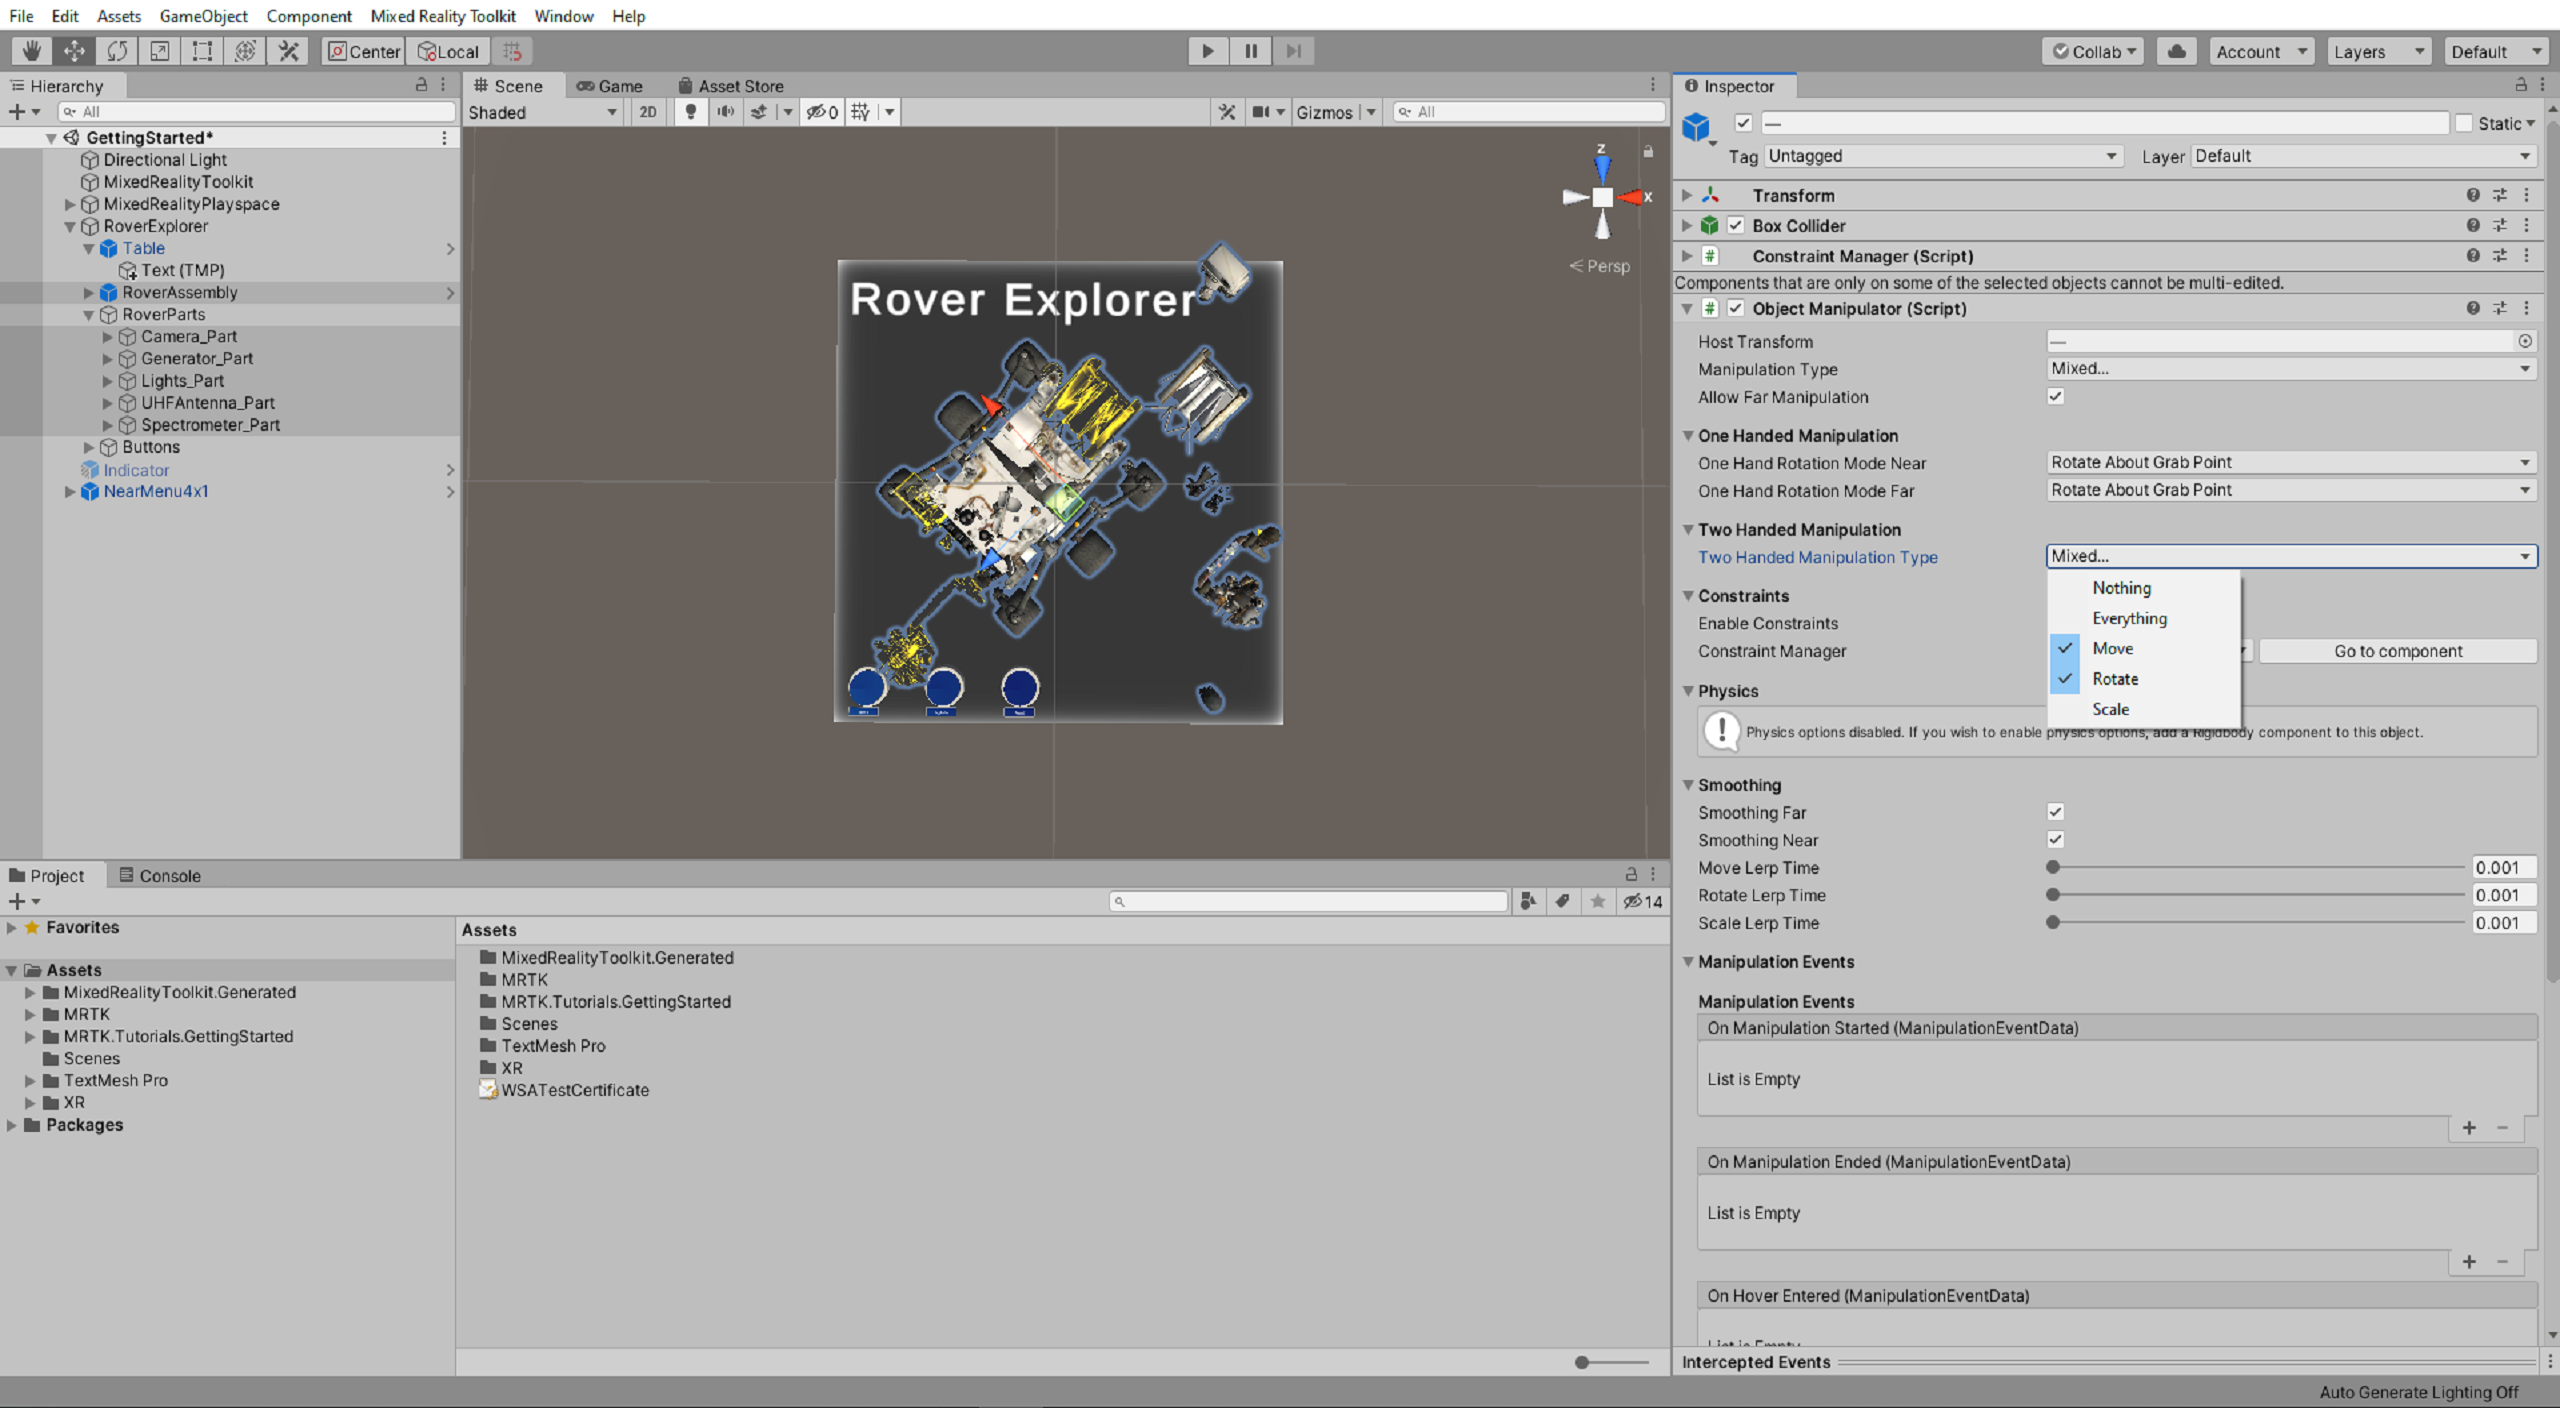 File Edit Assets GameObject Component Mixed Reality Toolkit Window Help
Center Local Collab Account Layers Default
Hierarchy
All
GettingStarted*
Directional Light
MixedRealityToolkit
MixedRealityPlayspace
RoverExplorer
Table
Text (TMP)
RoverAssembly
RoverParts
Camera_Part
Generator_Part
Lights_Part
UHFAntenna_Part
Spectrometer_Part
Buttons
Indicator
NearMenu4x1
Scene Game Asset Store
Shaded 2D 0 Gizmos All
z
x
Persp
Rover Explorer
Inspector
— Static
Tag Untagged Layer Default
Transform
Box Collider
Constraint Manager (Script)
Components that are only on some of the selected objects cannot be multi-edited.
Object Manipulator (Script)
Host Transform —
Manipulation Type Mixed...
Allow Far Manipulation
One Handed Manipulation
One Hand Rotation Mode Near Rotate About Grab Point
One Hand Rotation Mode Far Rotate About Grab Point
Two Handed Manipulation
Two Handed Manipulation Type Mixed...
Nothing
Everything
Move
Rotate
Scale
Constraints
Enable Constraints
Constraint Manager Go to component
Physics
Physics options disabled. If you wish to enable physics options, add a Rigidbody component to this object.
Smoothing
Smoothing Far
Smoothing Near
Move Lerp Time 0.001
Rotate Lerp Time 0.001
Scale Lerp Time 0.001
Manipulation Events
Manipulation Events
On Manipulation Started (ManipulationEventData)
List is Empty
On Manipulation Ended (ManipulationEventData)
List is Empty
On Hover Entered (ManipulationEventData)
List is Empty
Intercepted Events
Project Console
14
Favorites
Assets
MixedRealityToolkit.Generated
MRTK
MRTK.Tutorials.GettingStarted
Scenes
TextMesh Pro
XR
Packages
Assets
MixedRealityToolkit.Generated
MRTK
MRTK.Tutorials.GettingStarted
Scenes
TextMesh Pro
XR
WSATestCertificate
Auto Generate Lighting Off